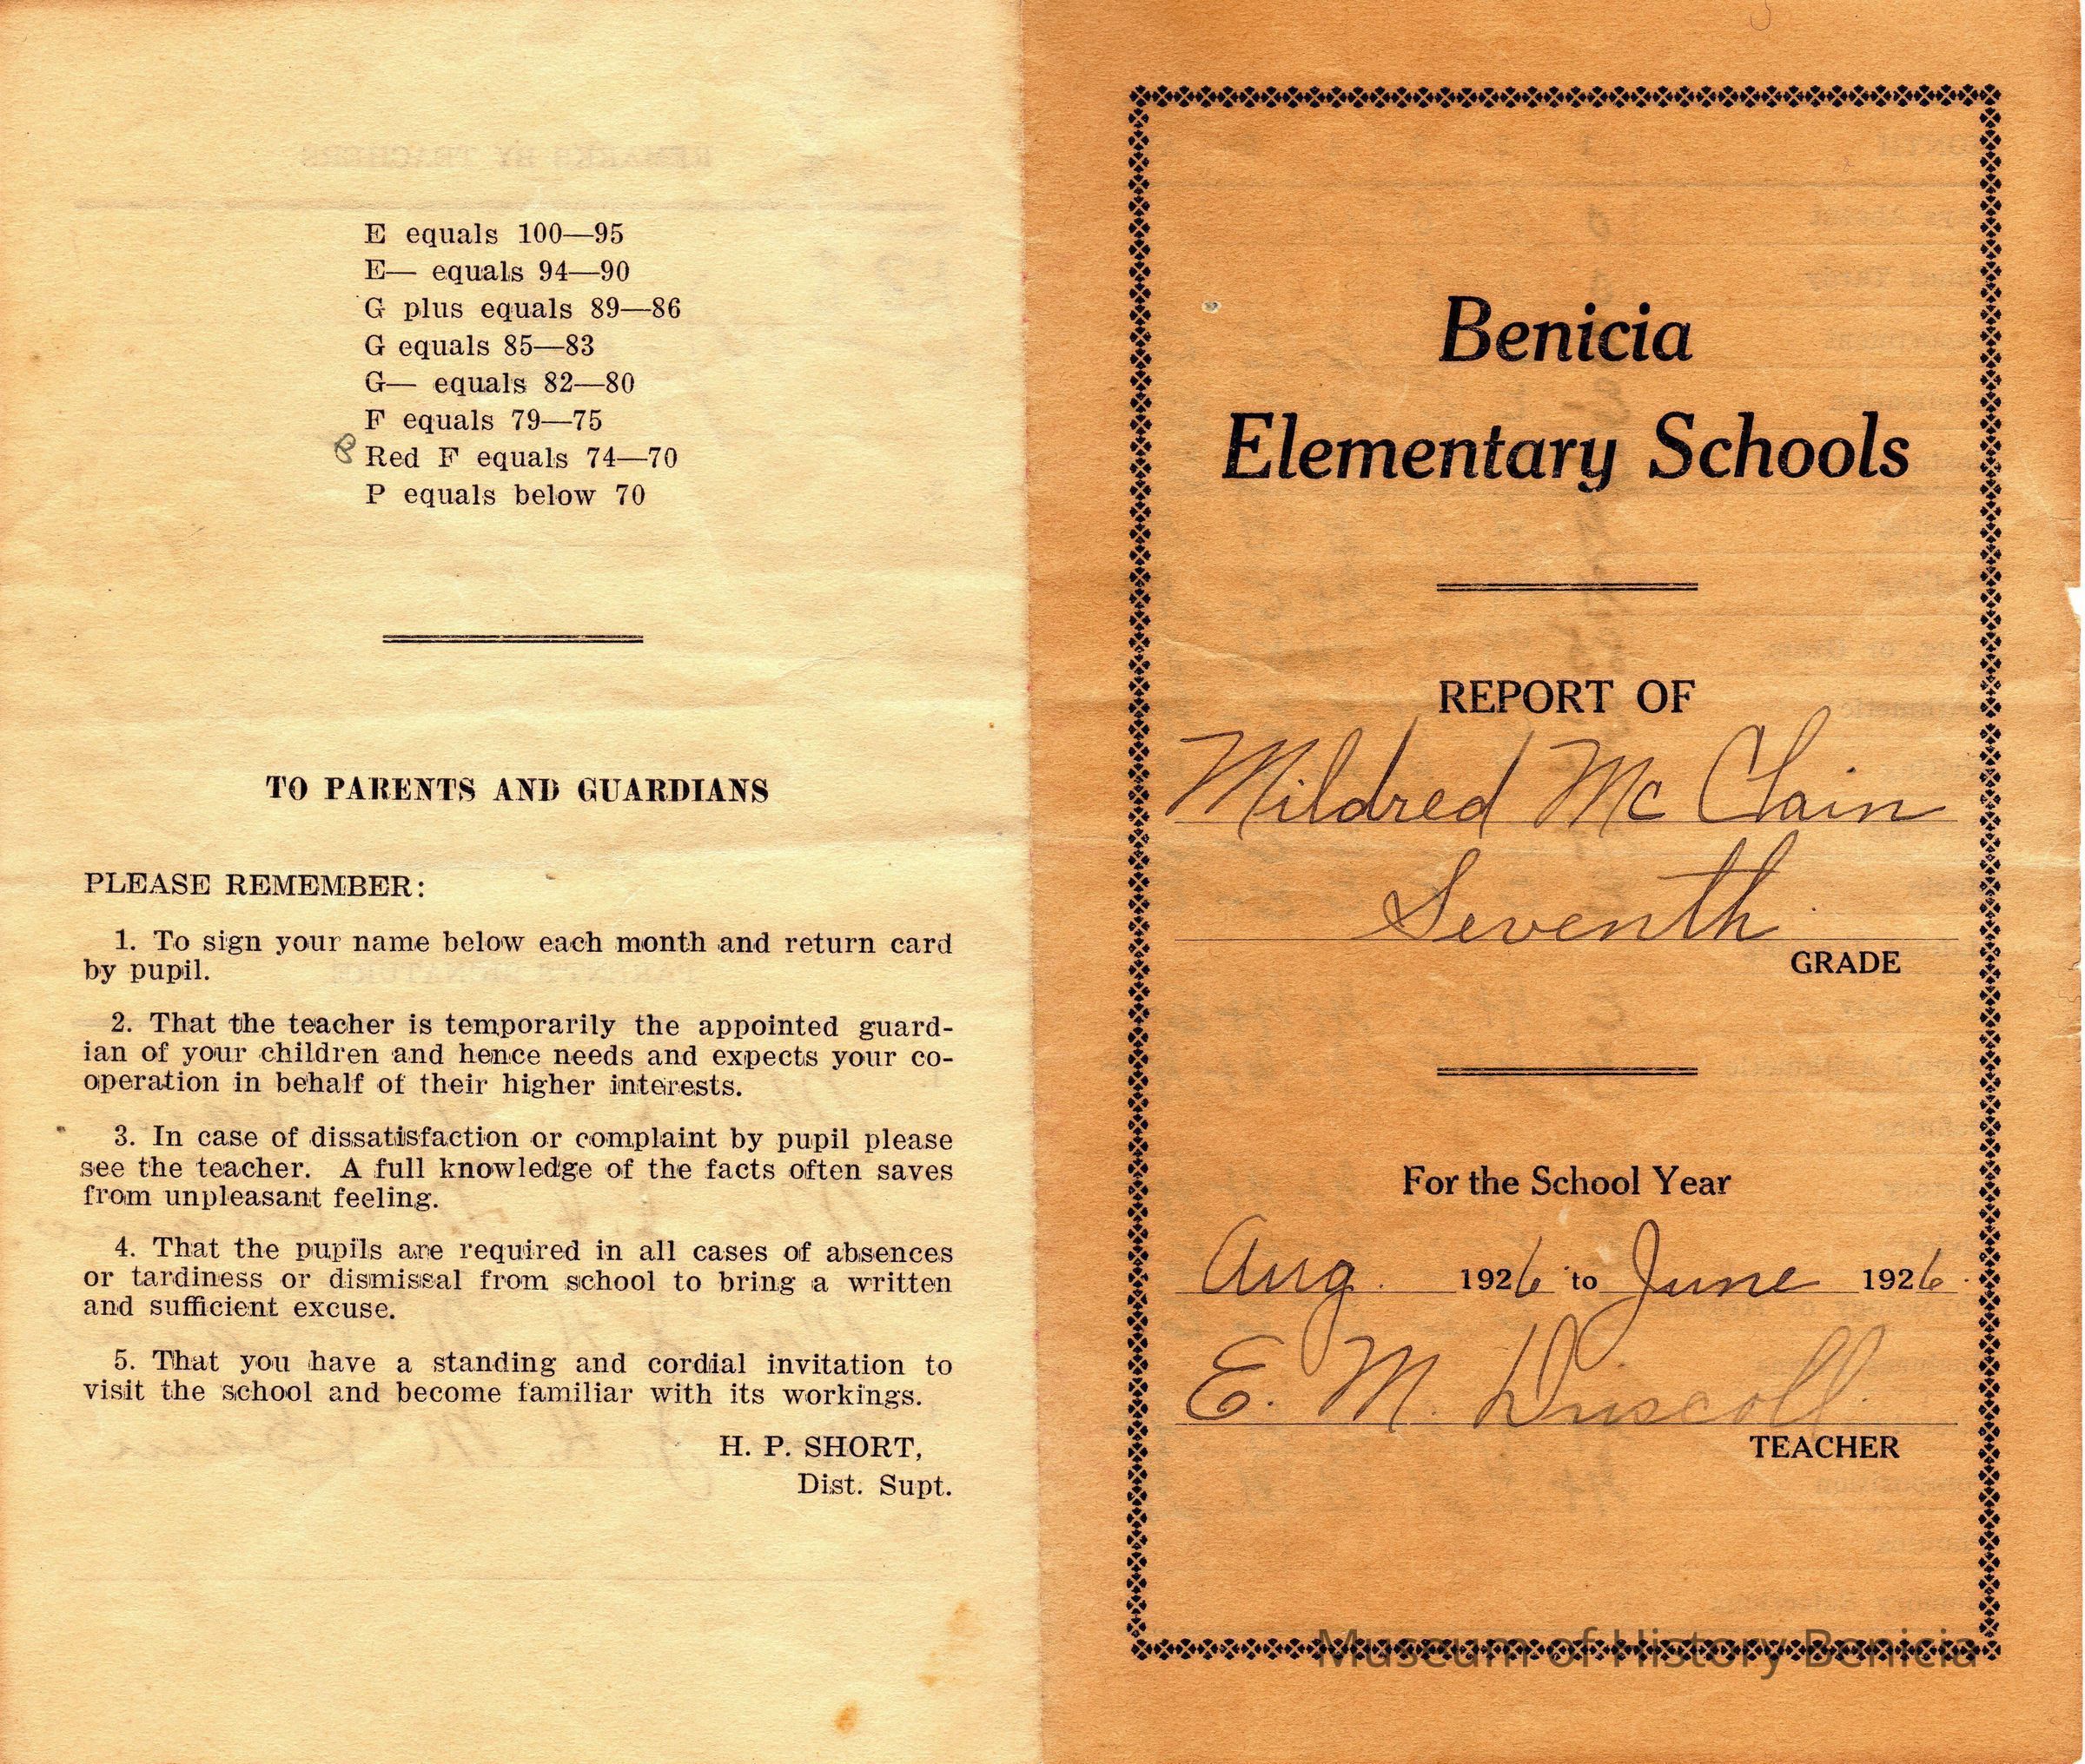 E equals 100—95
E— equals 94—90
G plus equals 89—86
G equals 85—83
G— equals 82—80
F equals 79—75
Red F equals 74—70
P equals below 70
TO PARENTS AND GUARDIANS
PLEASE REMEMBER:
1. To sign your name below each month and return card
by pupil.
2. That the teacher is temporarily the appointed guard-
ian of your children and hence needs and expects your co-
operation in behalf of their higher interests.
3. In case of dissatisfaction or complaint by pupil please
see the teacher. A full knowledge of the facts often saves
from unpleasant feeling.
4. That the pupils are required in all cases of absences
or tardiness or dismissal from school to bring a written
and sufficient excuse.
5. That you have a standing and cordial invitation to
visit the school and become familiar with its workings.
H. P. SHORT,
Dist. Supt.
Benicia
Elementary Schools
REPORT OF
Mildred McClain
Seventh
GRADE
For the School Year
Aug. 1926 to June 1926.
E. M. Driscoll
TEACHER
Museum of History Benicia